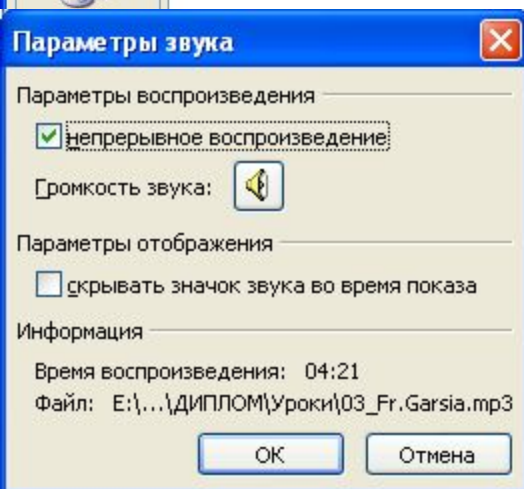 Параметры звука
Параметры воспроизведения
непрерывное воспроизведение
Громкость звука:
Параметры отображения
скрывать значок звука во время показа
Информация
Время воспроизведения: 04:21
Файл: E:\...\ДИПЛОМ\Уроки\03_Fr.Garsia.mp3
ОК
Отмена